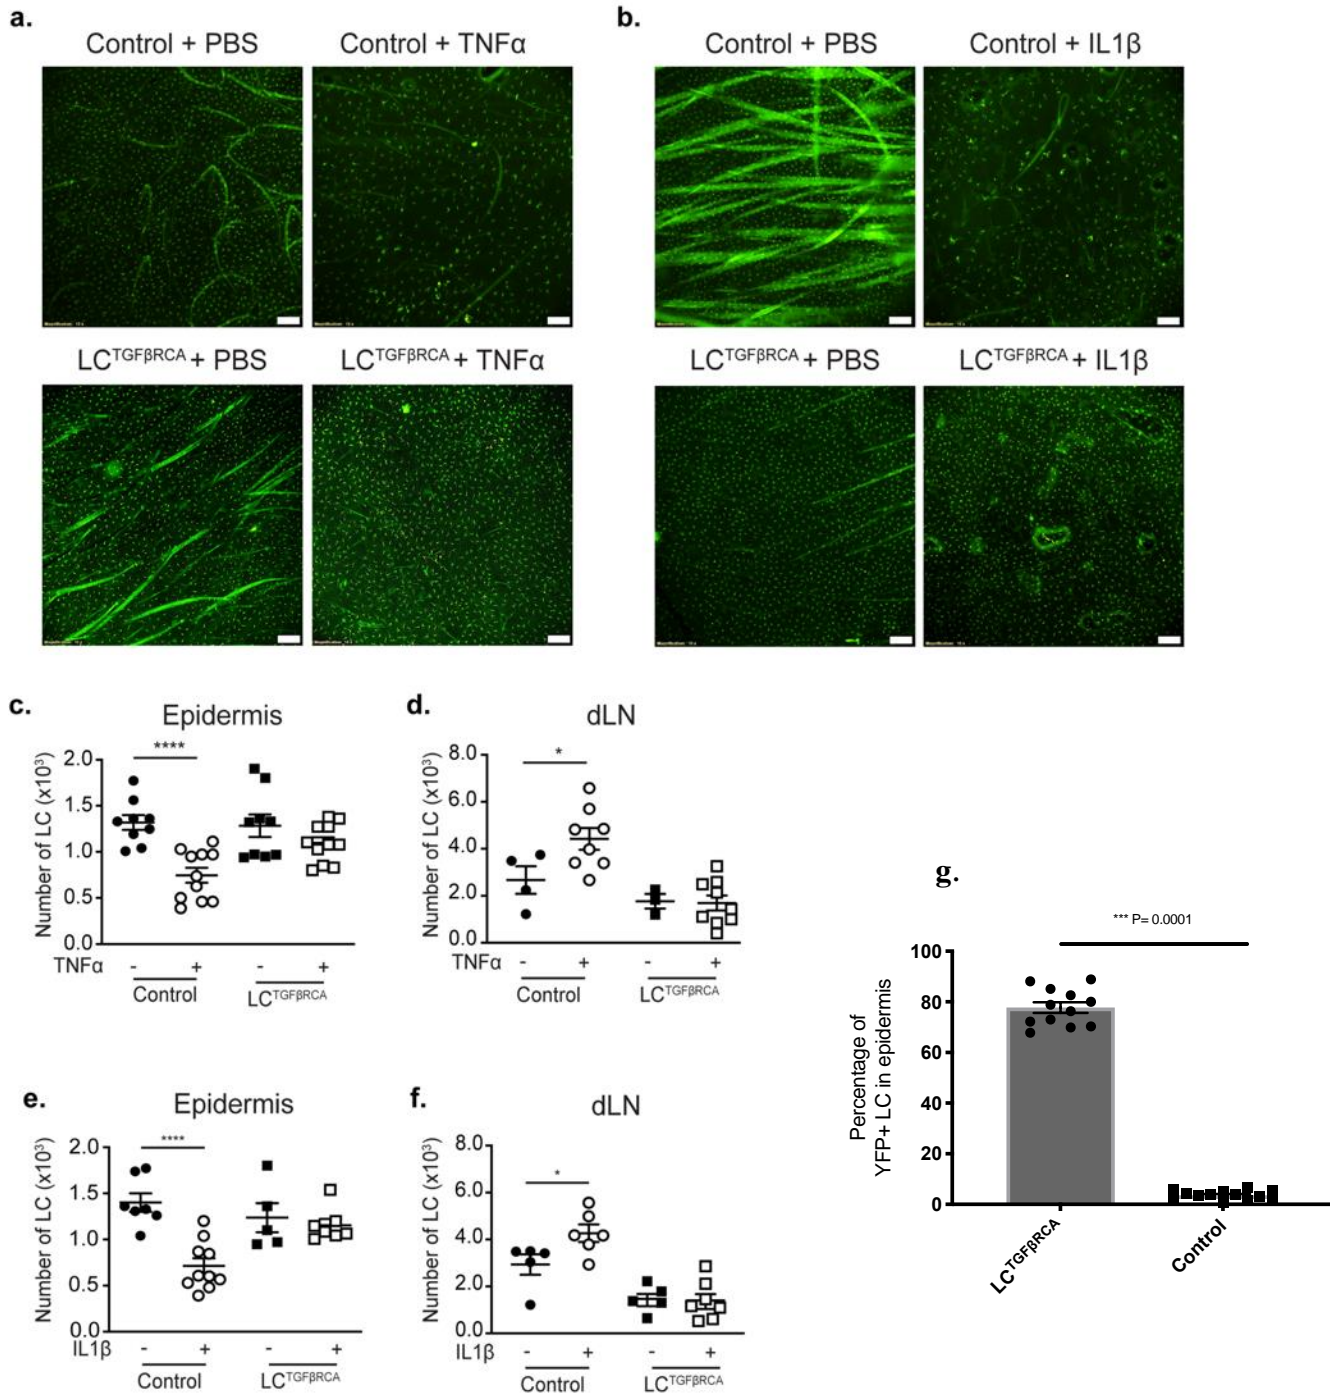 a.
b.
Control + PBS
Control + TNFα
Control + PBS
Control + IL1β
LCTGFβRCA + PBS
LCTGFβRCA + TNFα
LCTGFβRCA + PBS
LCTGFβRCA + IL1β
c.
Epidermis
****
Number of LC (x10³)
2.0
1.5
1.0
0.5
0.0
TNFα
-
+
-
+
Control
LCTGFβRCA
d.
dLN
*
Number of LC (x10³)
8.0
6.0
4.0
2.0
0.0
TNFα
-
+
-
+
Control
LCTGFβRCA
g.
*** P= 0.0001
Percentage of
YFP+ LC in epidermis
100
80
60
40
20
0
LCTGFβRCA
Control
e.
Epidermis
****
Number of LC (x10³)
2.0
1.5
1.0
0.5
0.0
IL1β
-
+
-
+
Control
LCTGFβRCA
f.
dLN
*
Number of LC (x10³)
8.0
6.0
4.0
2.0
0.0
IL1β
-
+
-
+
Control
LCTGFβRCA